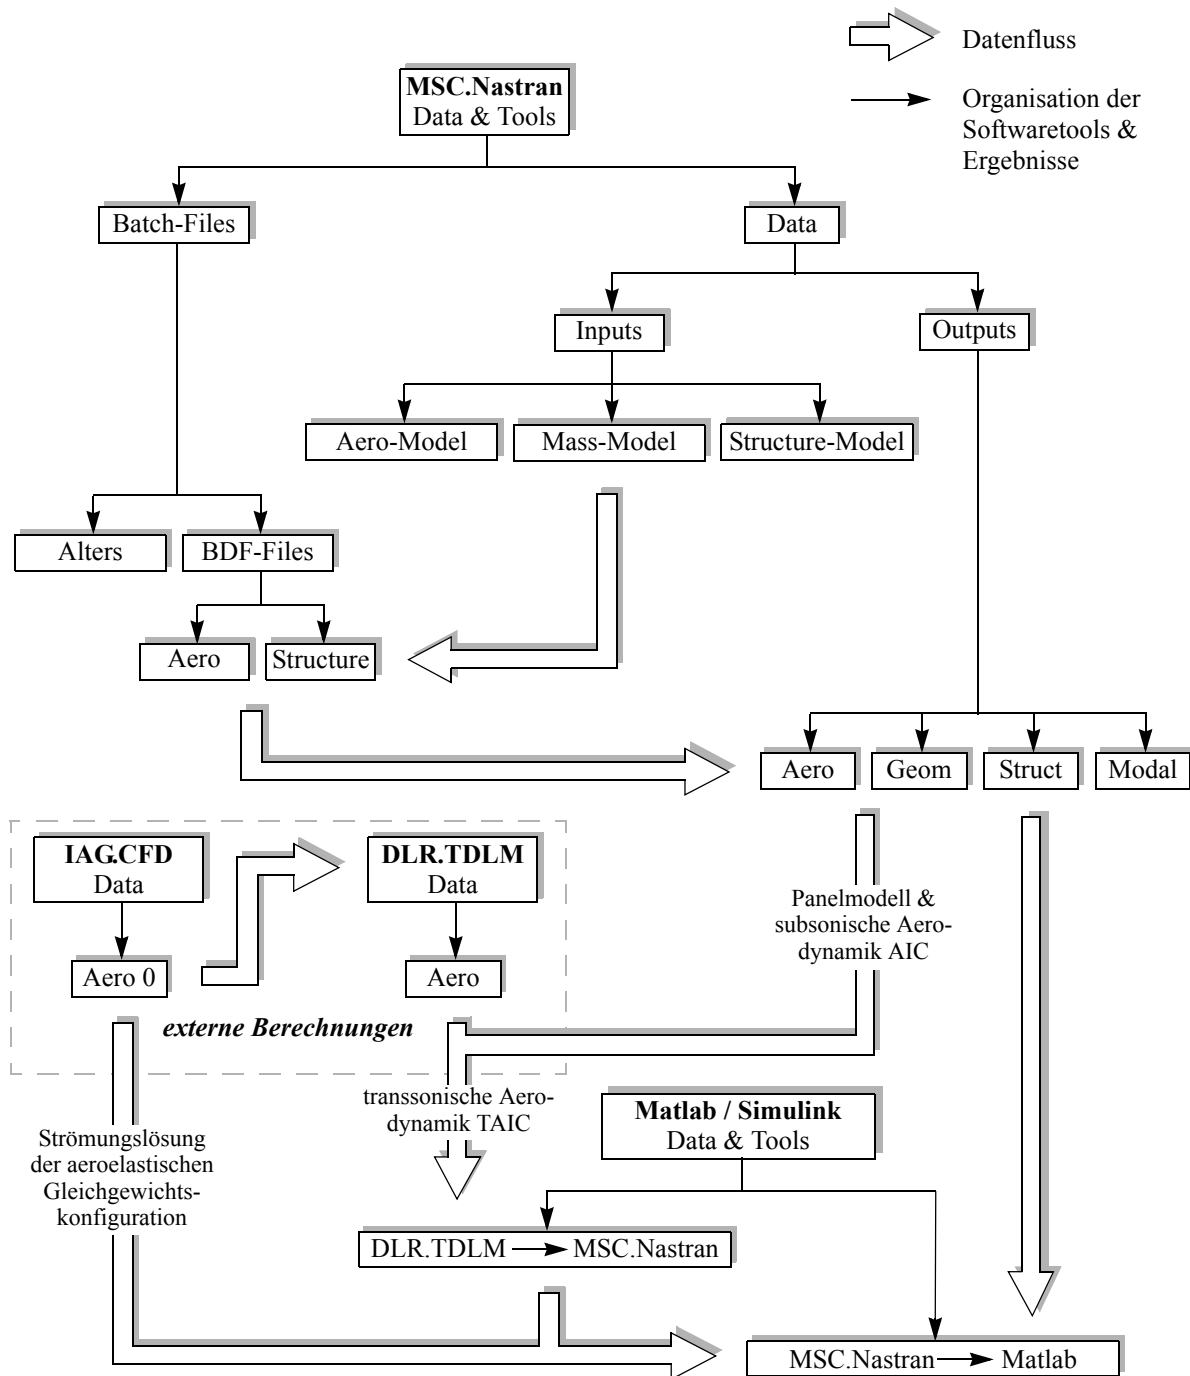 Datenfluss
Organisation der
Softwaretools &
Ergebnisse
MSC.Nastran
Data & Tools
Batch-Files
Data
Inputs
Outputs
Aero-Model
Mass-Model
Structure-Model
Alters
BDF-Files
Aero
Structure
Aero
Geom
Struct
Modal
IAG.CFD
Data
DLR.TDLM
Data
Aero 0
Aero
externe Berechnungen
Panelmodell &
subsonische Aero-
dynamik AIC
transsonische Aero-
dynamik TAIC
Matlab / Simulink
Data & Tools
Strömungslösung
der aeroelastischen
Gleichgewichts-
konfiguration
DLR.TDLM MSC.Nastran
MSC.Nastran Matlab